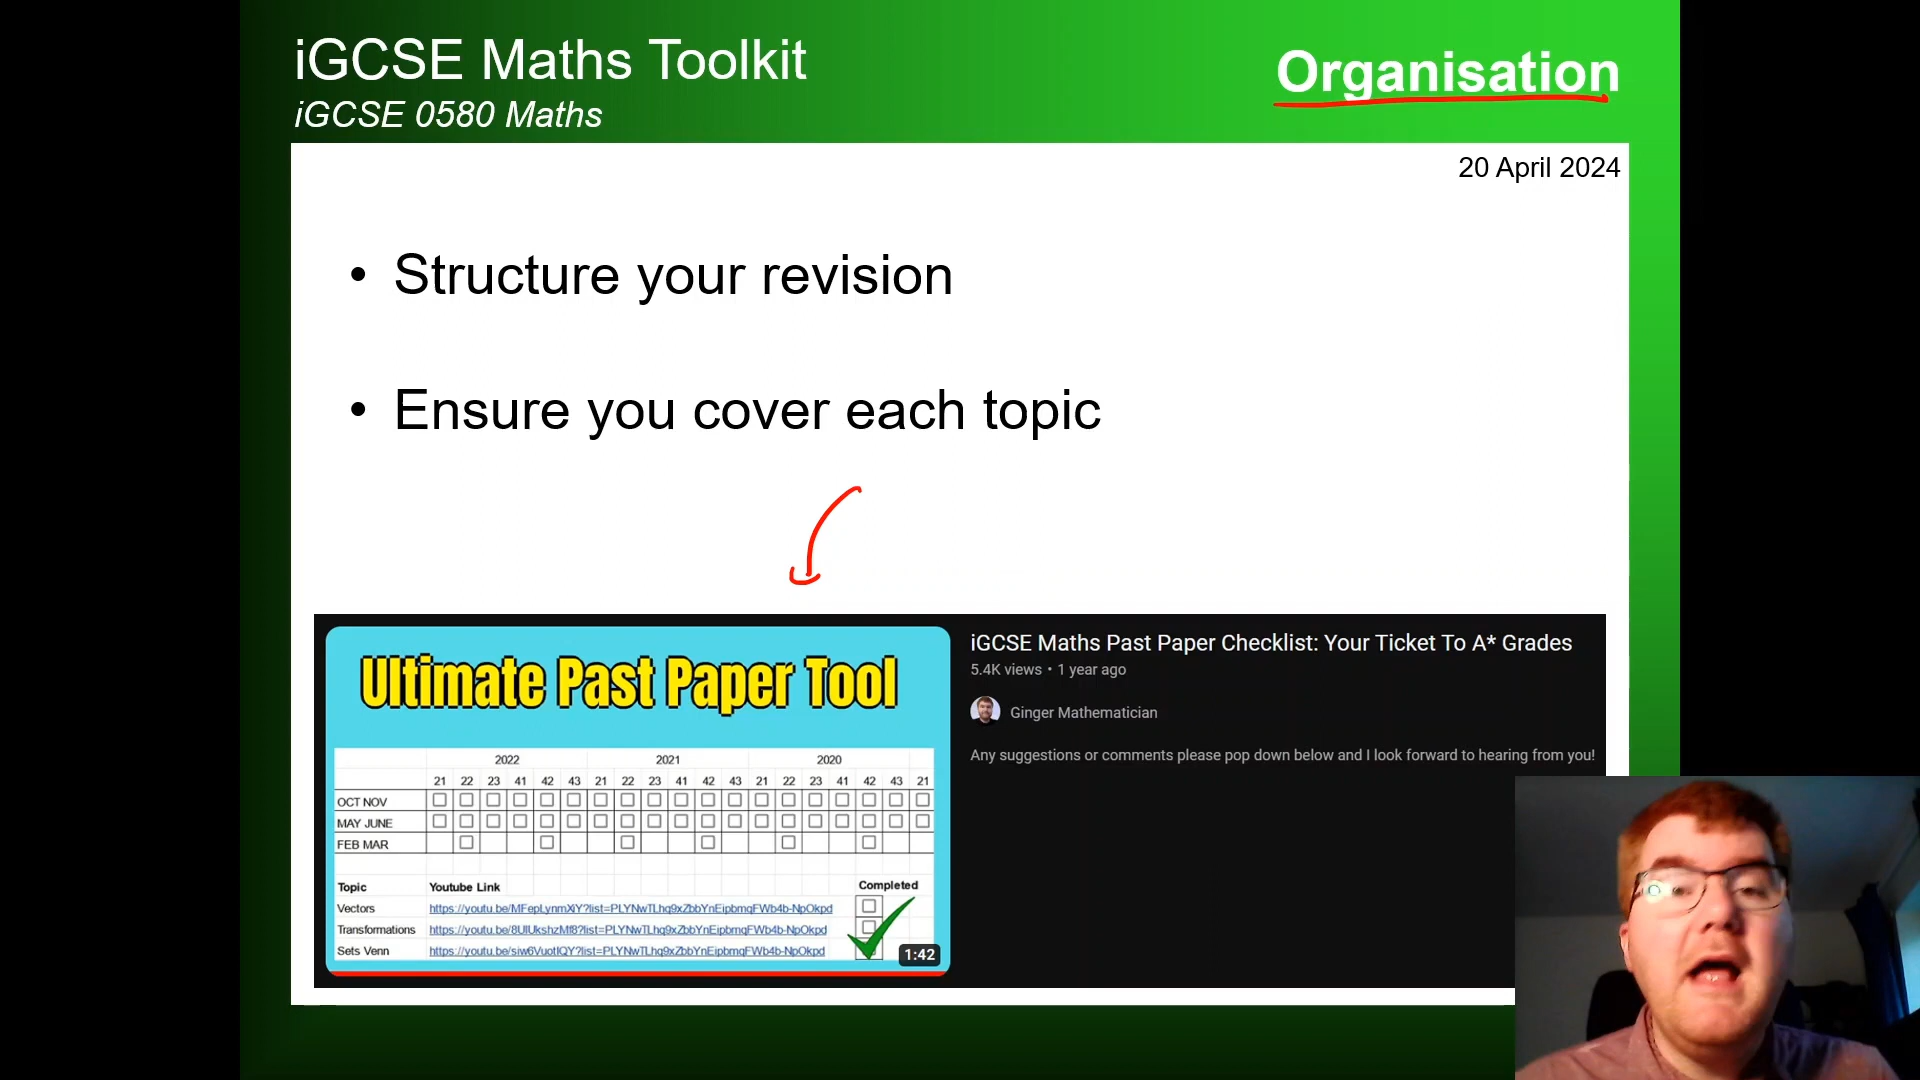 iGCSE Maths Toolkit
iGCSE 0580 Maths
Organisation
20 April 2024
• Structure your revision
• Ensure you cover each topic
Ultimate Past Paper Tool
2022 2021 2020
21 22 23 41 42 43 21 22 23 41 42 43 21 22 23 41 42 43 21
OCT NOV
MAY JUNE
FEB MAR
Topic Youtube Link Completed
Vectors
Transformations
Sets Venn
1:42
iGCSE Maths Past Paper Checklist: Your Ticket To A* Grades
5.4K views • 1 year ago
Ginger Mathematician
Any suggestions or comments please pop down below and I look forward to hearing from you!